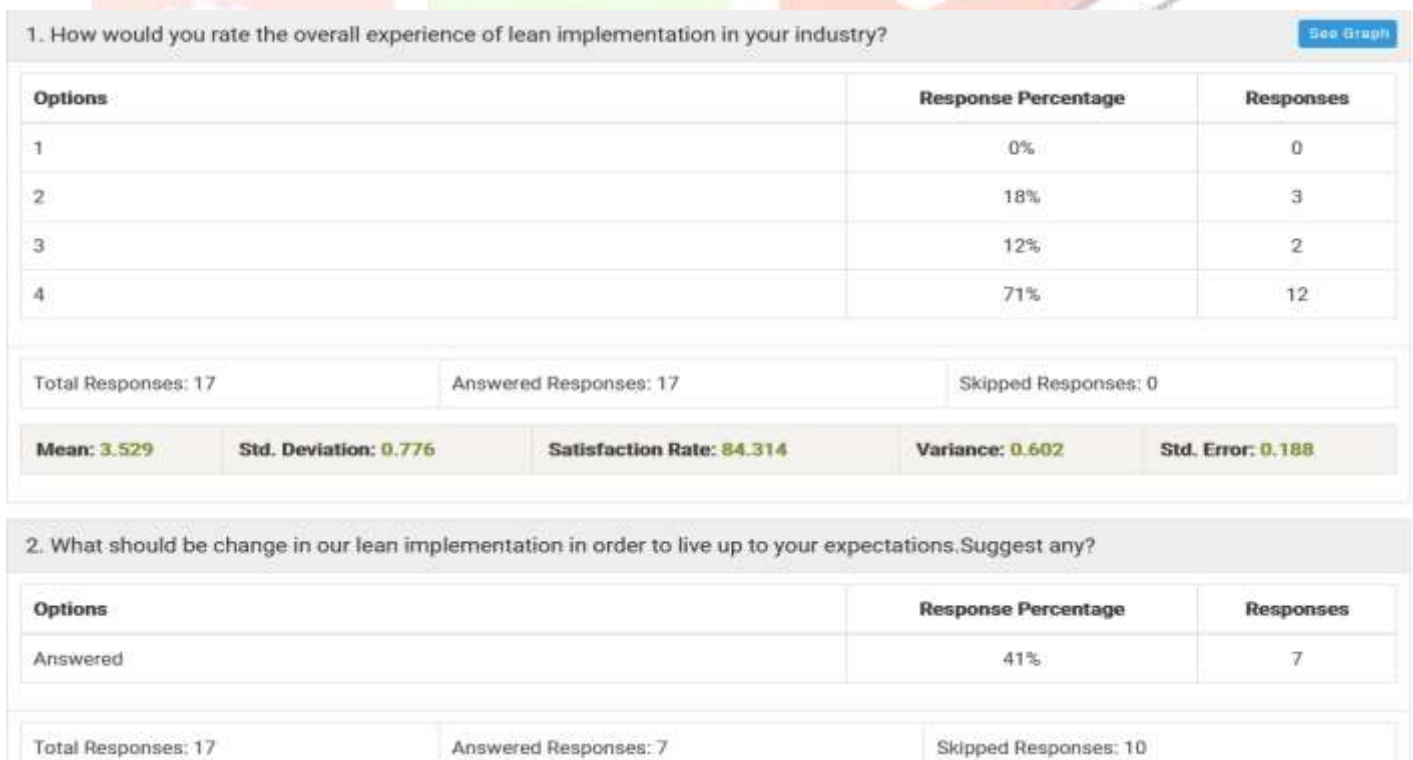 1. How would you rate the overall experience of lean implementation in your industry? See Graph
Options Response Percentage Responses
1 0% 0
2 18% 3
3 12% 2
4 71% 12
Total Responses: 17 Answered Responses: 17 Skipped Responses: 0
Mean: 3.529 Std. Deviation: 0.776 Satisfaction Rate: 84.314 Variance: 0.602 Std. Error: 0.188
2. What should be change in our lean implementation in order to live up to your expectations.Suggest any?
Options Response Percentage Responses
Answered 41% 7
Total Responses: 17 Answered Responses: 7 Skipped Responses: 10